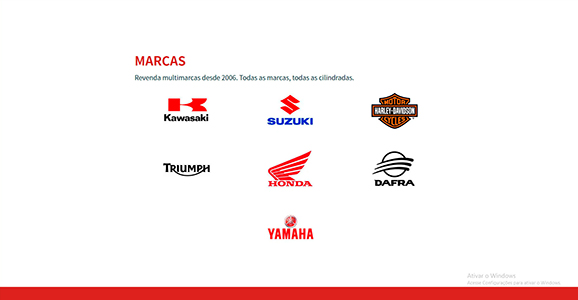 MARCAS
Revenda multimarcas desde 2006. Todas as marcas, todas as cilindradas.
Kawasaki
SUZUKI
MOTOR
HARLEY-DAVIDSON
CYCLES
TRIUMPH
HONDA
DAFRA
YAMAHA
Ativar o Windows
Acesse Configurações para ativar o Windows.